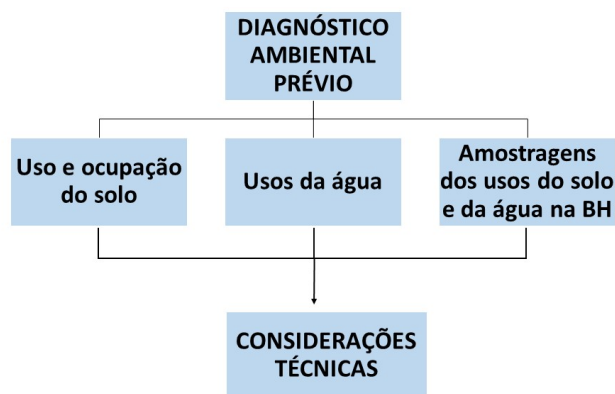 DIAGNÓSTICO
AMBIENTAL
PRÉVIO
Uso e ocupação
do solo
Usos da água
Amostragens
dos usos do solo
e da água na BH
CONSIDERAÇÕES
TÉCNICAS